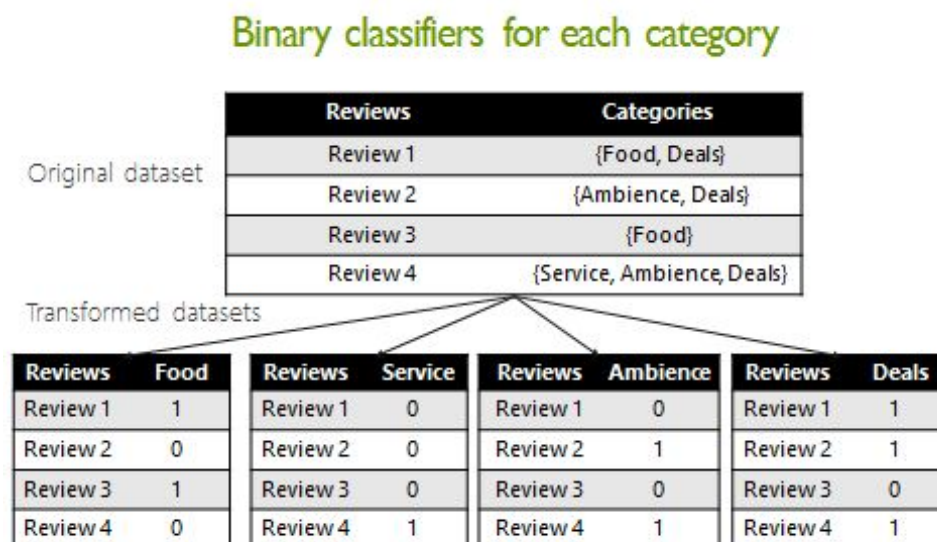 Binary classifiers for each category
Reviews Categories
Original dataset
Review 1 {Food, Deals}
Review 2 {Ambience, Deals}
Review 3 {Food}
Review 4 {Service, Ambience, Deals}
Transformed datasets
Reviews Food Reviews Service Reviews Ambience Reviews Deals
Review 1 1 Review 1 0 Review 1 0 Review 1 1
Review 2 0 Review 2 0 Review 2 1 Review 2 1
Review 3 1 Review 3 0 Review 3 0 Review 3 0
Review 4 0 Review 4 1 Review 4 1 Review 4 1